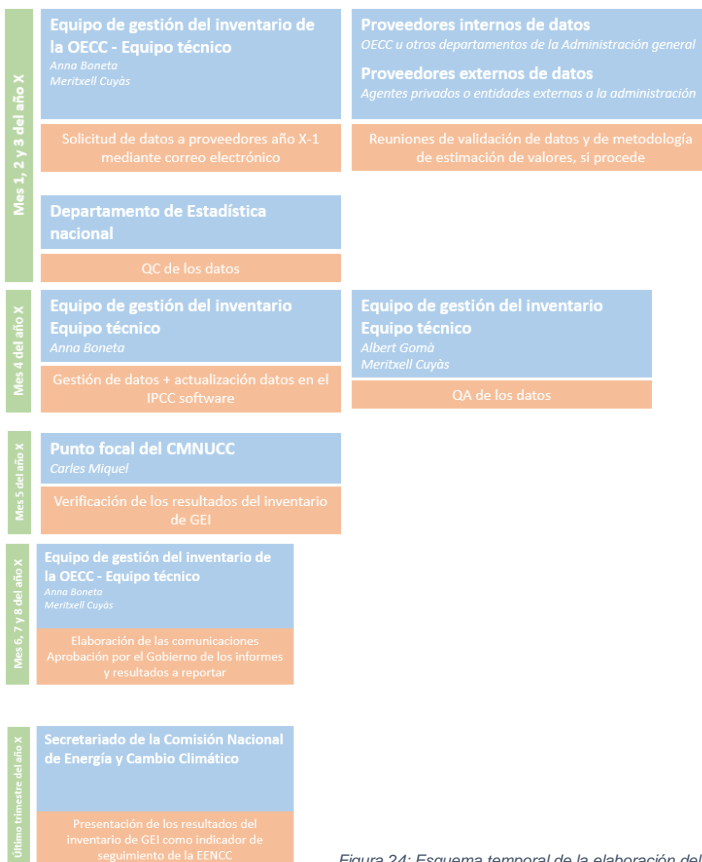 Mes 1, 2 y 3 del año X
Equipo de gestión del inventario de
la OECC - Equipo técnico
Anna Boneta
Meritxell Cuyàs
Solicitud de datos a proveedores año X-1
mediante correo electrónico
Proveedores internos de datos
OECC u otros departamentos de la Administración general
Proveedores externos de datos
Agentes privados o entidades externas a la administración
Reuniones de validación de datos y de metodología
de estimación de valores, si procede
Departamento de Estadística
nacional
QC de los datos
Mes 4 del año X
Equipo de gestión del inventario
Equipo técnico
Anna Boneta
Gestión de datos + actualización datos en el
IPCC software
Equipo de gestión del inventario
Equipo técnico
Albert Gomà
Meritxell Cuyàs
QA de los datos
Mes 5 del año X
Punto focal del CMNUCC
Carles Miquel
Verificación de los resultados del inventario
de GEI
Mes 6, 7 y 8 del año X
Equipo de gestión del inventario de
la OECC - Equipo técnico
Anna Boneta
Meritxell Cuyàs
Elaboración de las comunicaciones
Aprobación por el Gobierno de los informes
y resultados a reportar
Último trimestre del año X
Secretariado de la Comisión Nacional
de Energía y Cambio Climático
Presentación de los resultados del
inventario de GEI como indicador de
seguimiento de la EENCC
Figura 24: Esquema temporal de la elaboración del